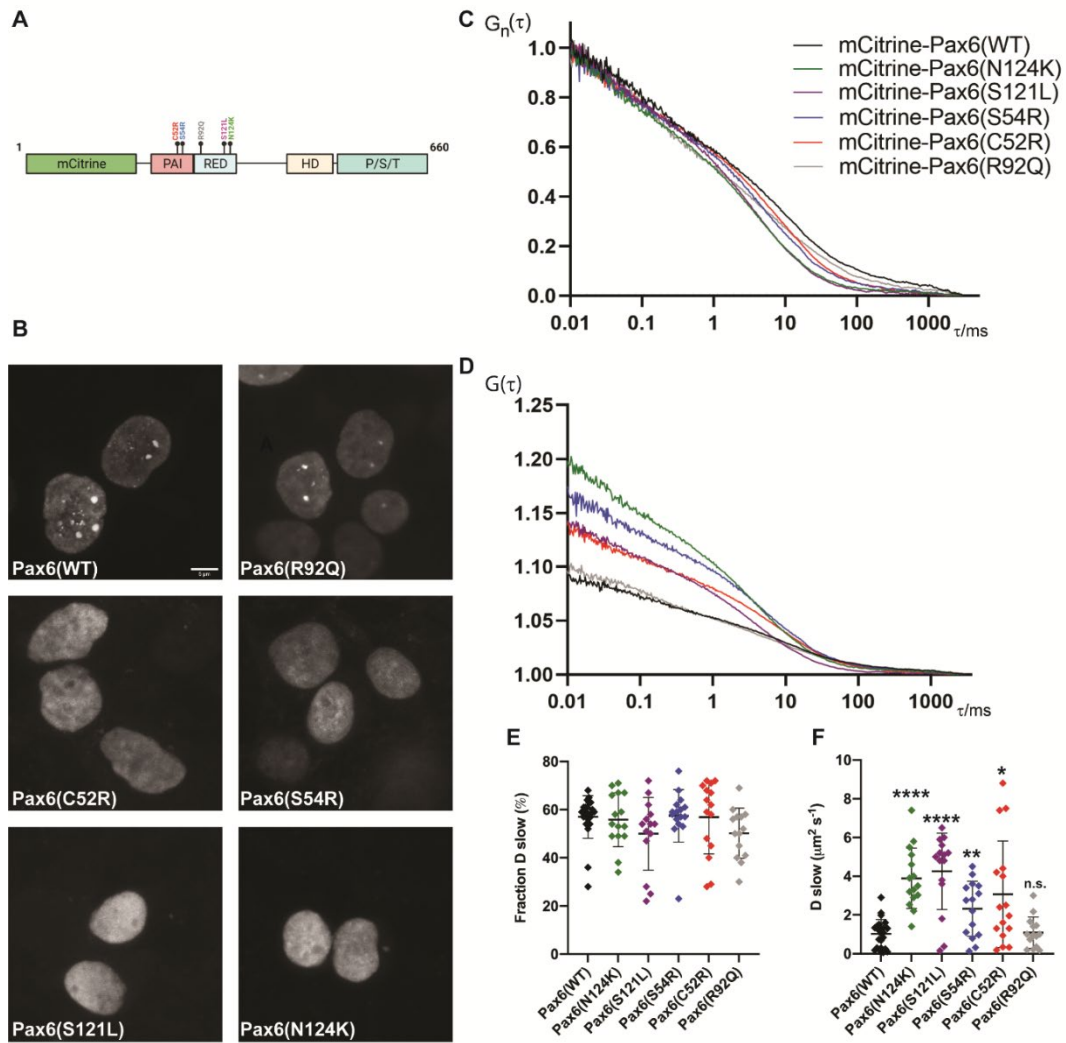 A
C52R
S54R
R92Q
S121L
N124K
1
660
mCitrine
PAI
RED
HD
P/S/T
B
Pax6(WT)
5 µm
A
Pax6(R92Q)
Pax6(C52R)
Pax6(S54R)
Pax6(S121L)
Pax6(N124K)
C
Gn(τ)
mCitrine-Pax6(WT)
mCitrine-Pax6(N124K)
mCitrine-Pax6(S121L)
mCitrine-Pax6(S54R)
mCitrine-Pax6(C52R)
mCitrine-Pax6(R92Q)
1.0
0.8
0.6
0.4
0.2
0.0
0.01 0.1 1 10 100 1000 τ/ms
D
G(τ)
1.25
1.20
1.15
1.10
1.05
1.00
0.01 0.1 1 10 100 1000 τ/ms
E
Fraction D slow (%)
80
60
40
20
0
Pax6(WT)
Pax6(N124K)
Pax6(S121L)
Pax6(S54R)
Pax6(C52R)
Pax6(R92Q)
F
D slow (µm² s⁻¹)
10
8
6
4
2
0
****
****
**
*
n.s.
Pax6(WT)
Pax6(N124K)
Pax6(S121L)
Pax6(S54R)
Pax6(C52R)
Pax6(R92Q)